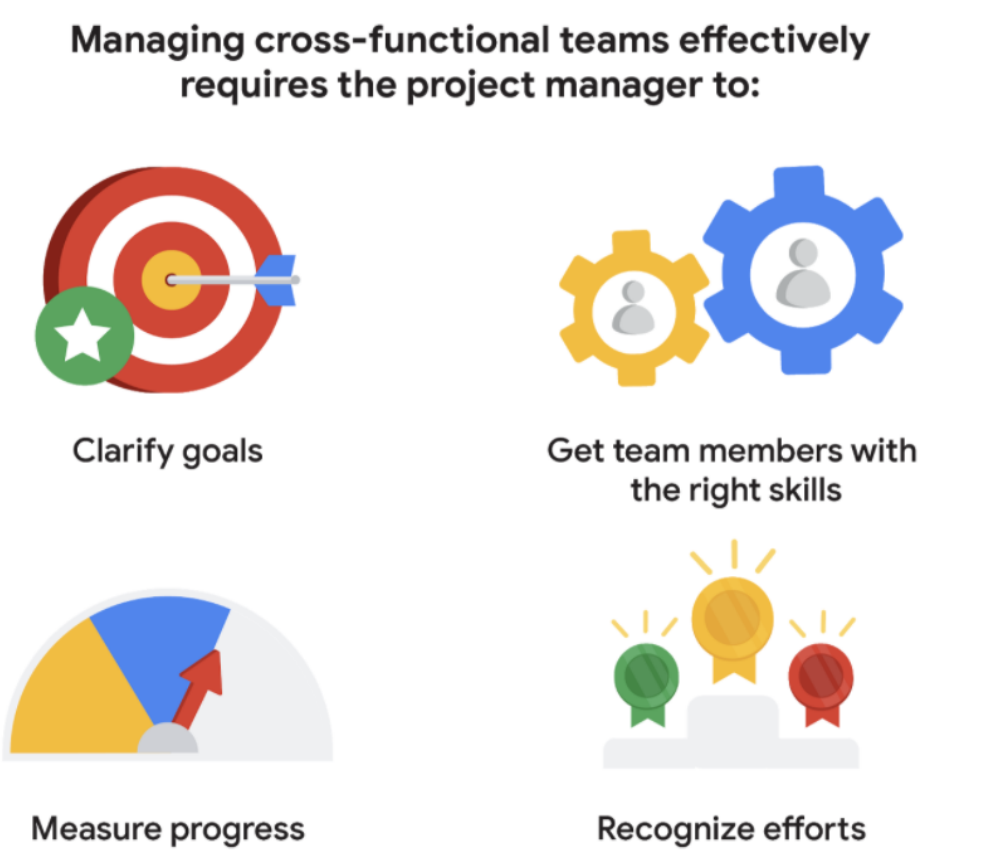 Managing cross-functional teams effectively
requires the project manager to:
Clarify goals
Get team members with
the right skills
Measure progress
Recognize efforts